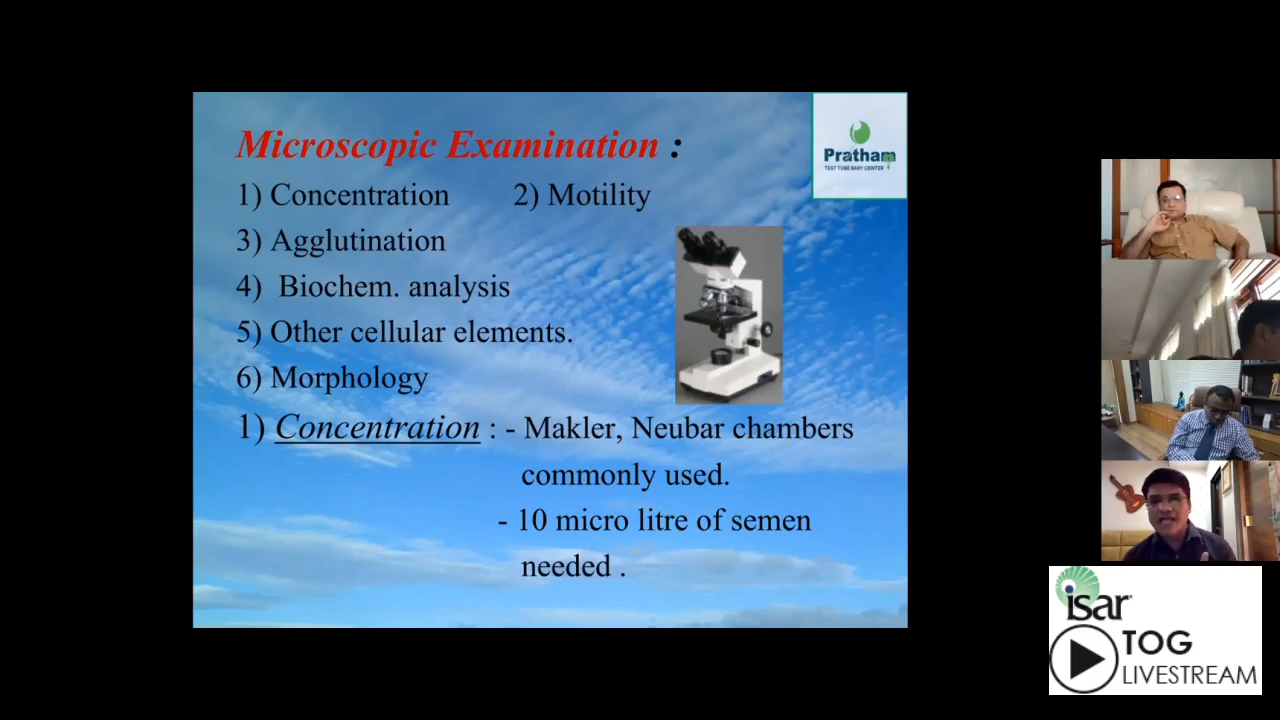 Microscopic Examination :
1) Concentration 2) Motility
3) Agglutination
4) Biochem. analysis
5) Other cellular elements.
6) Morphology
1) Concentration : - Makler, Neubar chambers
commonly used.
- 10 micro litre of semen
needed .
Pratham
TEST TUBE BABY CENTER
isar
TOG
LIVESTREAM